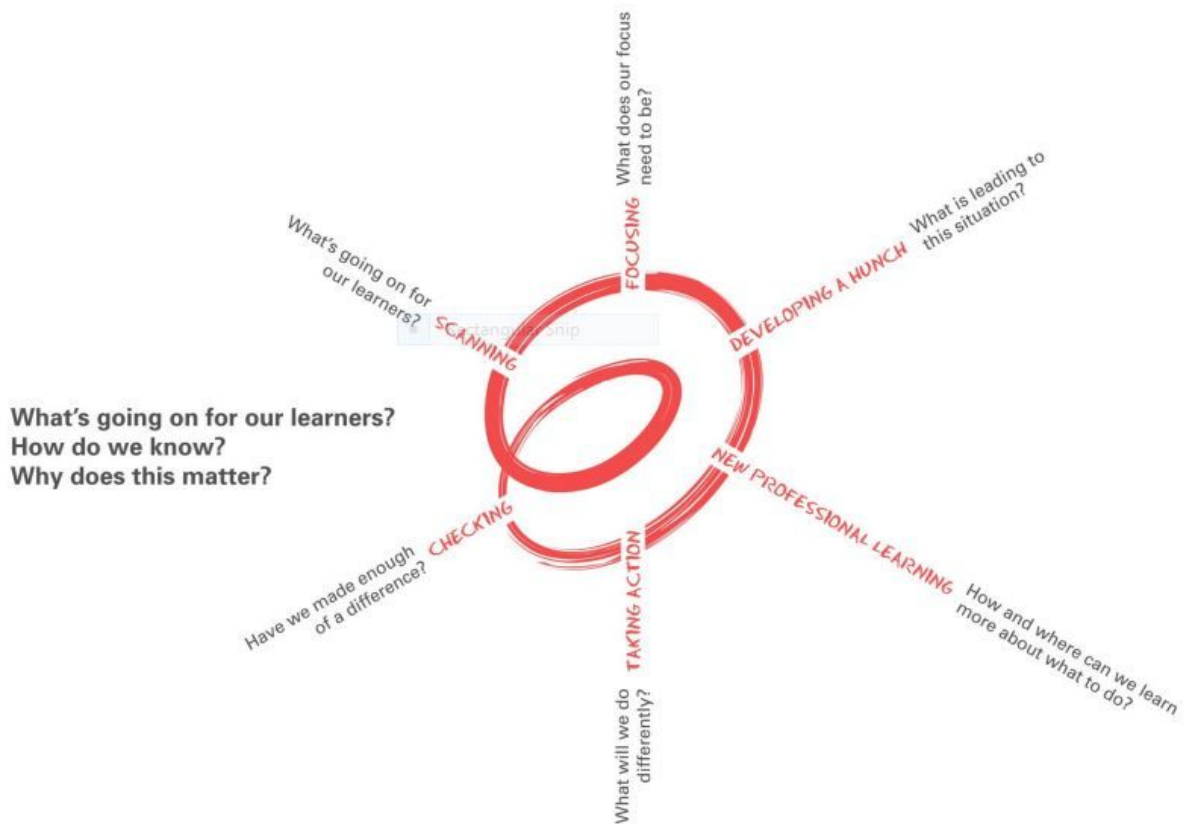 What does our focus
need to be?
FOCUSING
What is leading to
this situation?
DEVELOPING A HUNCH
What's going on for
our learners?
SCANNING
Rectangular Snip
What's going on for our learners?
How do we know?
Why does this matter?
NEW PROFESSIONAL LEARNING
How and where can we learn
more about what to do?
CHECKING
Have we made enough
of a difference?
TAKING ACTION
What will we do
differently?